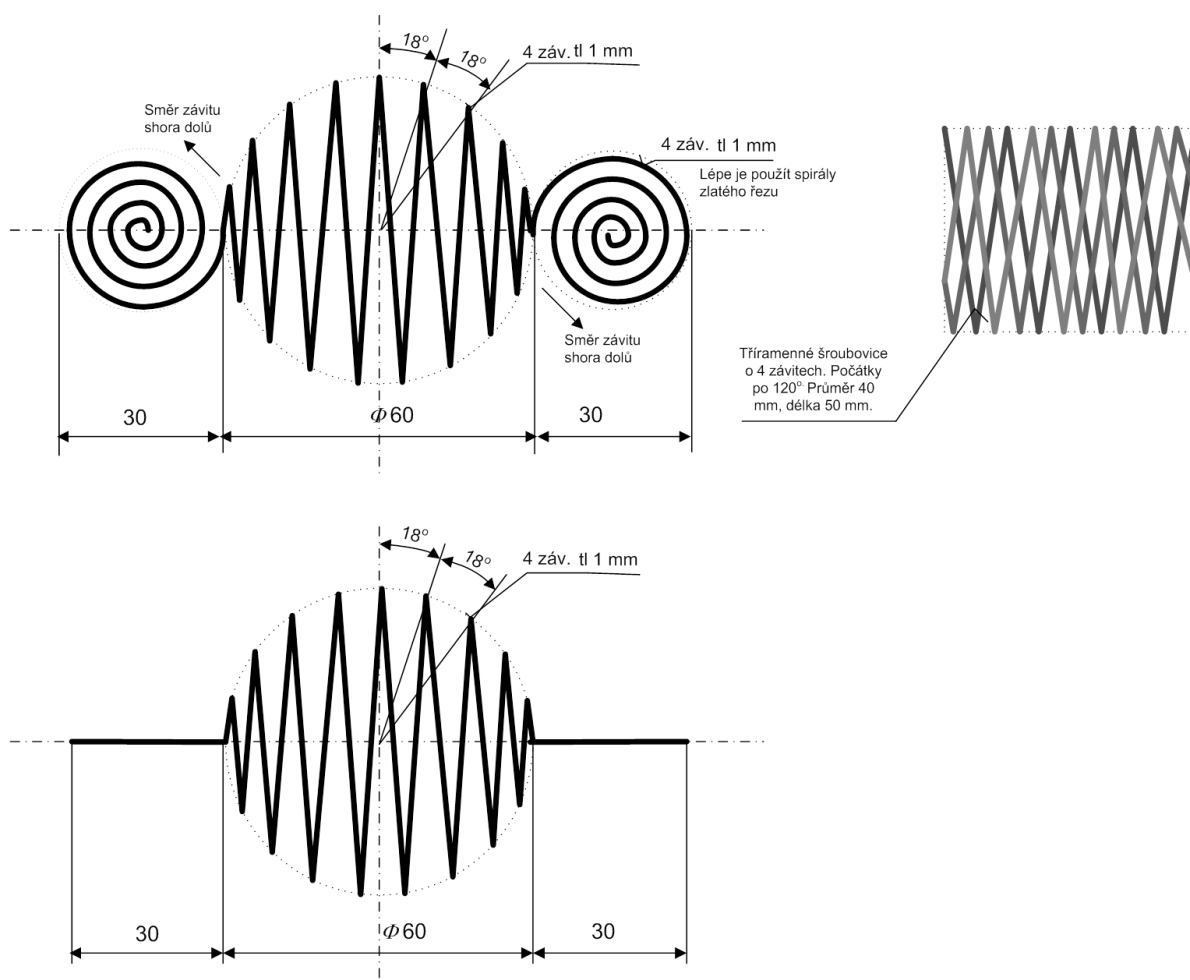 18°
18°
4 záv. tl 1 mm
Směr závitu
shora dolů
4 záv. tl 1 mm
Lépe je použít spirály
zlatého řezu
Směr závitu
shora dolů
Tříramenné šroubovice
o 4 závitech. Počátky
po 120°. Průměr 40
mm, délka 50 mm.
30
Φ60
30
18°
18°
4 záv. tl 1 mm
30
Φ60
30